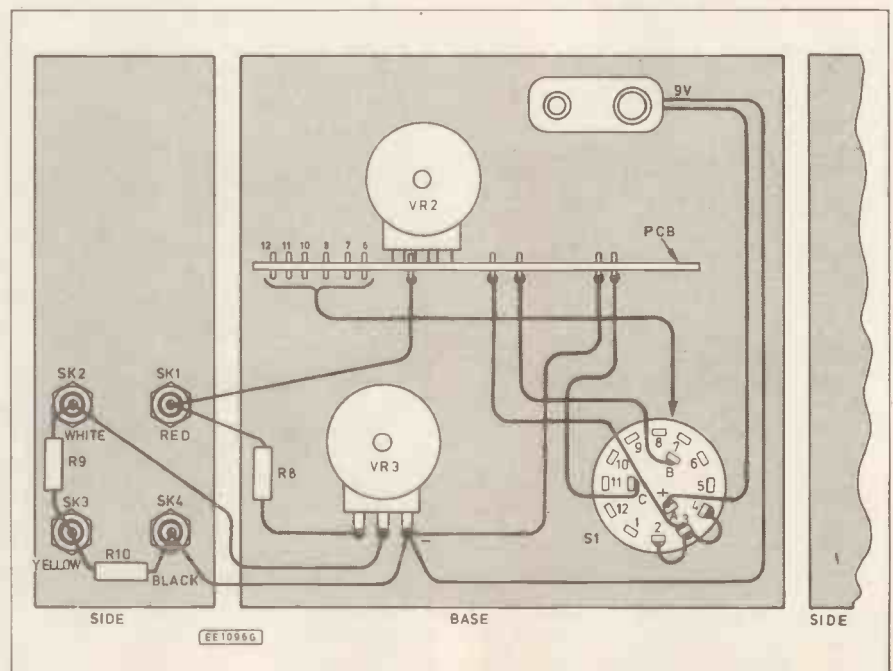 9V
VR2
PCB
12 11 10 8 7 6
SK2
SK1
WHITE
RED
R9
R8
VR3
SK3
SK4
YELLOW
R10
BLACK
9 8 7
10 B 6
11 C + 5
12 A 4
1 2 3
S1
−
SIDE
BASE
SIDE
EE1096G